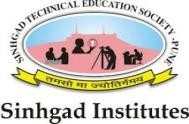 SINHGAD TECHNICAL EDUCATION SOCIETY, PUNE
तमसो मा ज्योतिर्गमय
Sinhgad Institutes